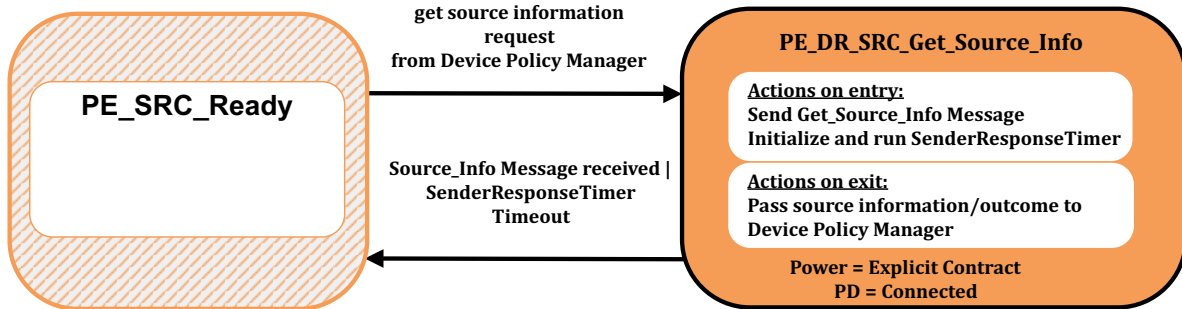 PE_SRC_Ready
get source information
request
from Device Policy Manager
Source_Info Message received |
SenderResponseTimer
Timeout
PE_DR_SRC_Get_Source_Info
Actions on entry:
Send Get_Source_Info Message
Initialize and run SenderResponseTimer
Actions on exit:
Pass source information/outcome to
Device Policy Manager
Power = Explicit Contract
PD = Connected